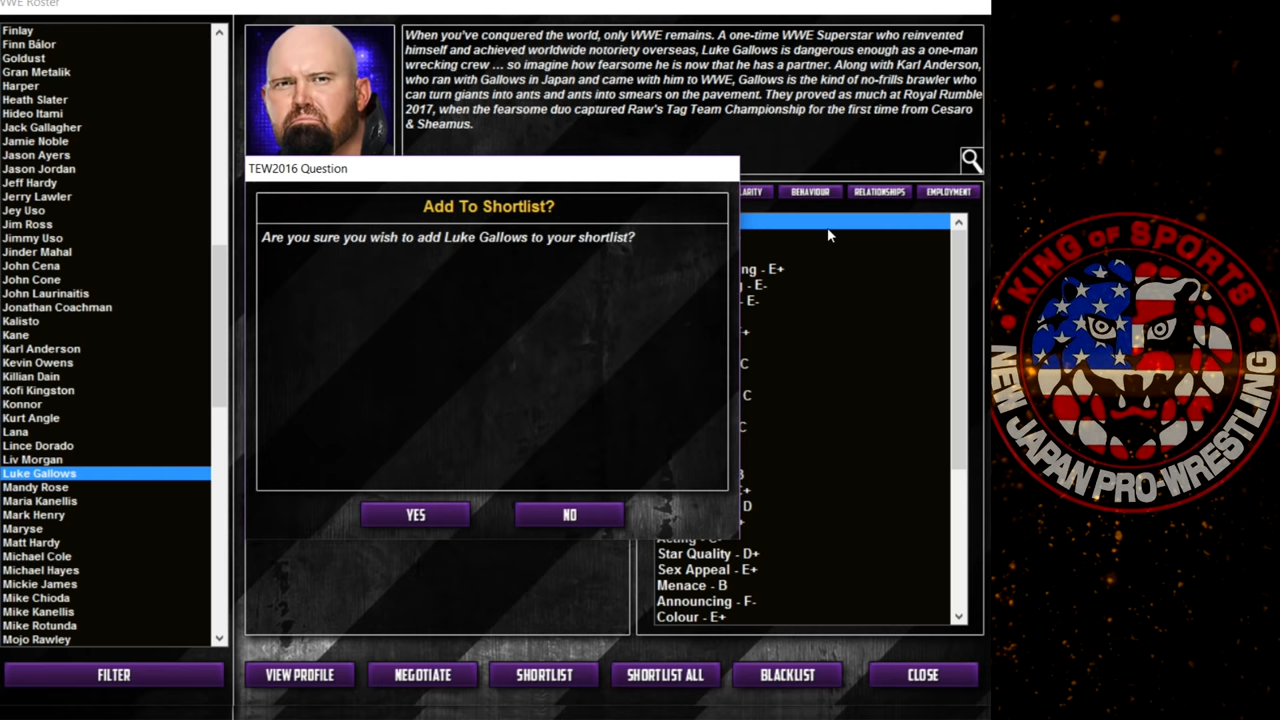 WWE Roster
Finlay
Finn Bálor
Goldust
Gran Metalik
Harper
Heath Slater
Hideo Itami
Jack Gallagher
Jamie Noble
Jason Ayers
Jason Jordan
Jeff Hardy
Jerry Lawler
Jey Uso
Jim Ross
Jimmy Uso
Jinder Mahal
John Cena
John Cone
John Laurinaitis
Jonathan Coachman
Kalisto
Kane
Karl Anderson
Kevin Owens
Killian Dain
Kofi Kingston
Konnor
Kurt Angle
Lana
Lince Dorado
Liv Morgan
Luke Gallows
Mandy Rose
Maria Kanellis
Mark Henry
Maryse
Matt Hardy
Michael Cole
Michael Hayes
Mickie James
Mike Chioda
Mike Kanellis
Mike Rotunda
Mojo Rawley
FILTER
When you've conquered the world, only WWE remains. A one-time WWE Superstar who reinvented
himself and achieved worldwide notoriety overseas, Luke Gallows is dangerous enough as a one-man
wrecking crew ... so imagine how fearsome he is now that he has a partner. Along with Karl Anderson,
who ran with Gallows in Japan and came with him to WWE, Gallows is the kind of no-frills brawler who
can turn giants into ants and ants into smears on the pavement. They proved as much at Royal Rumble
2017, when the fearsome duo captured Raw's Tag Team Championship for the first time from Cesaro
& Sheamus.
TEW2016 Question
Add To Shortlist?
Are you sure you wish to add Luke Gallows to your shortlist?
YES NO
LARITY BEHAVIOUR RELATIONSHIPS EMPLOYMENT
ng - E+
- E-
- E-
+
C
C
C
B
+
D
Star Quality - D+
Sex Appeal - E+
Menace - B
Announcing - F-
Colour - E+
VIEW PROFILE NEGOTIATE SHORTLIST SHORTLIST ALL BLACKLIST CLOSE
KING OF SPORTS
NEW JAPAN PRO-WRESTLING